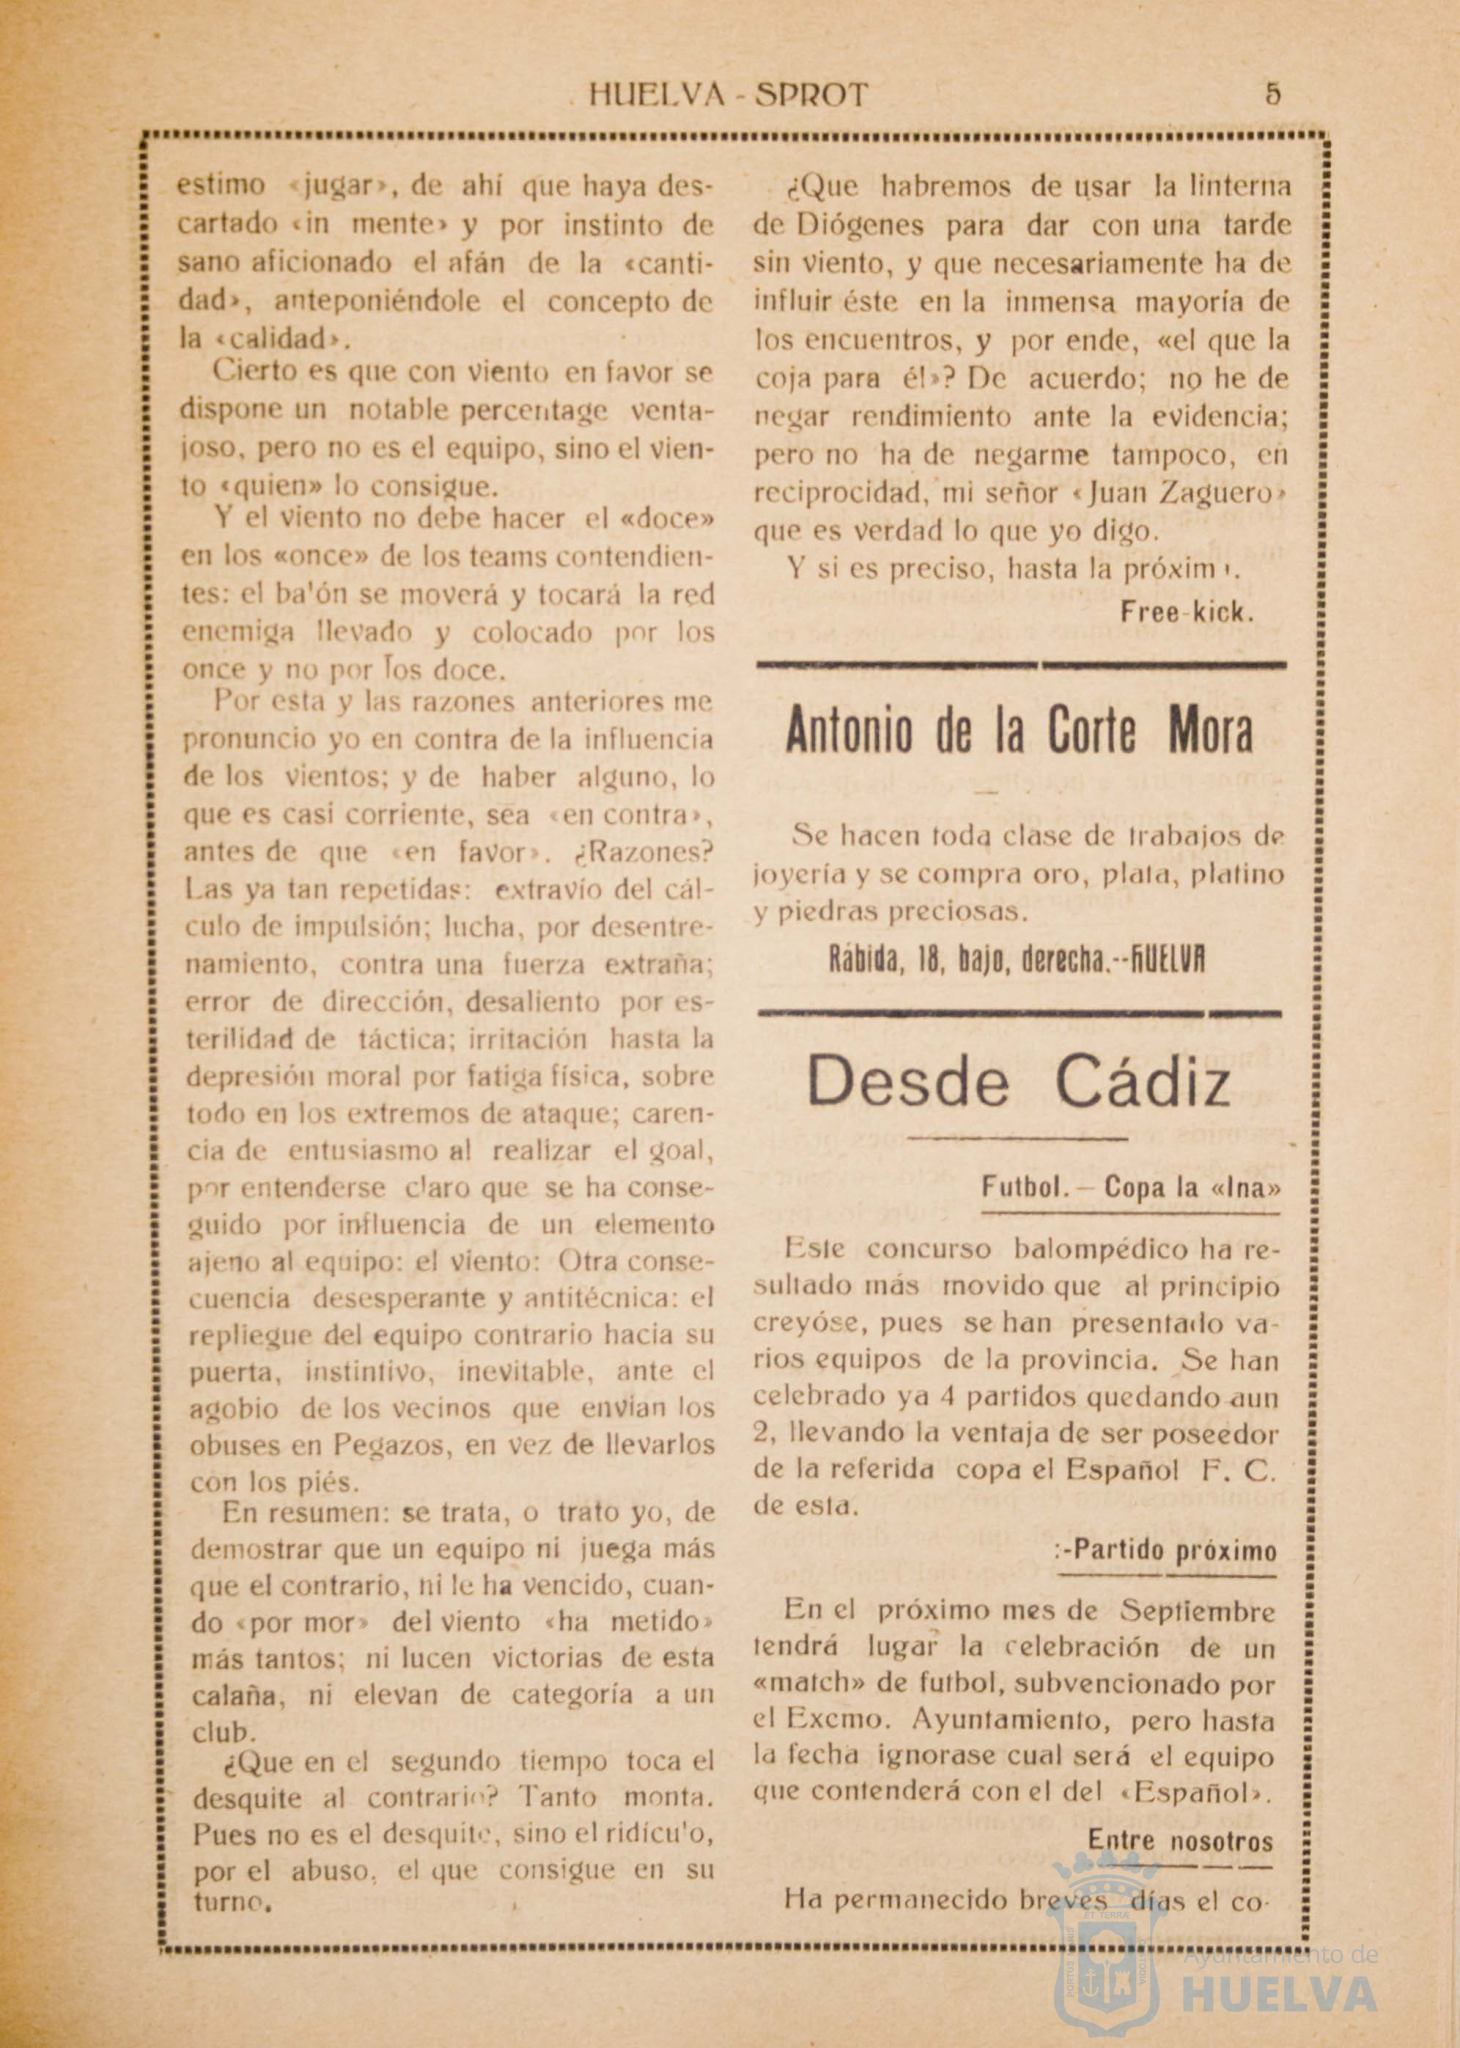 HUELVA - SPROT
5
estimo «jugar», de ahí que haya des-
cartado «in mente» y por instinto de
sano aficionado el afán de la «canti-
dad», anteponiéndole el concepto de
la «calidad».
Cierto es que con viento en favor se
dispone un notable percentage venta-
joso, pero no es el equipo, sino el vien-
to «quien» lo consigue.
Y el viento no debe hacer el «doce»
en los «once» de los teams contendien-
tes: el ba'ón se moverá y tocará la red
enemiga llevado y colocado por los
once y no por los doce.
Por esta y las razones anteriores me
pronuncio yo en contra de la influencia
de los vientos; y de haber alguno, lo
que es casi corriente, sea «en contra»,
antes de que «en favor». ¿Razones?
Las ya tan repetidas: extravío del cál-
culo de impulsión; lucha, por desentre-
namiento, contra una fuerza extraña;
error de dirección, desaliento por es-
terilidad de táctica; irritación hasta la
depresión moral por fatiga física, sobre
todo en los extremos de ataque; caren-
cia de entusiasmo al realizar el goal,
por entenderse claro que se ha conse-
guido por influencia de un elemento
ajeno al equipo: el viento: Otra conse-
cuencia desesperante y antitécnica: el
repliegue del equipo contrario hacia su
puerta, instintivo, inevitable, ante el
agobio de los vecinos que envian los
obuses en Pegazos, en vez de llevarlos
con los piés.
En resumen: se trata, o trato yo, de
demostrar que un equipo ni juega más
que el contrario, ni le ha vencido, cuan-
do «por mor» del viento «ha metido»
más tantos; ni lucen victorias de esta
calaña, ni elevan de categoría a un
club.
¿Que en el segundo tiempo toca el
desquite al contrario? Tanto monta.
Pues no es el desquite, sino el ridícu'o,
por el abuso, el que consigue en su
turno.
¿Que habremos de usar la linterna
de Diógenes para dar con una tarde
sin viento, y que necesariamente ha de
influir éste en la inmensa mayoría de
los encuentros, y por ende, «el que la
coja para él»? De acuerdo; no he de
negar rendimiento ante la evidencia;
pero no ha de negarme tampoco, en
reciprocidad, mi señor «Juan Zaguero»
que es verdad lo que yo digo.
Y si es preciso, hasta la próxima.
Free-kick.
Antonio de la Corte Mora
Se hacen toda clase de trabajos de
joyería y se compra oro, plata, platino
y piedras preciosas.
Rábida, 18, bajo, derecha.--HUELVA
Desde Cádiz
Futbol. — Copa la «Ina»
Este concurso balompédico ha re-
sultado más movido que al principio
creyóse, pues se han presentado va-
rios equipos de la provincia. Se han
celebrado ya 4 partidos quedando aun
2, llevando la ventaja de ser poseedor
de la referida copa el Español F. C.
de esta.
:-Partido próximo
En el próximo mes de Septiembre
tendrá lugar la celebración de un
«match» de futbol, subvencionado por
el Excmo. Ayuntamiento, pero hasta
la fecha ignorase cual será el equipo
que contenderá con el del «Español».
Entre nosotros
Ha permanecido breves días el co-
Ayuntamiento de
HUELVA